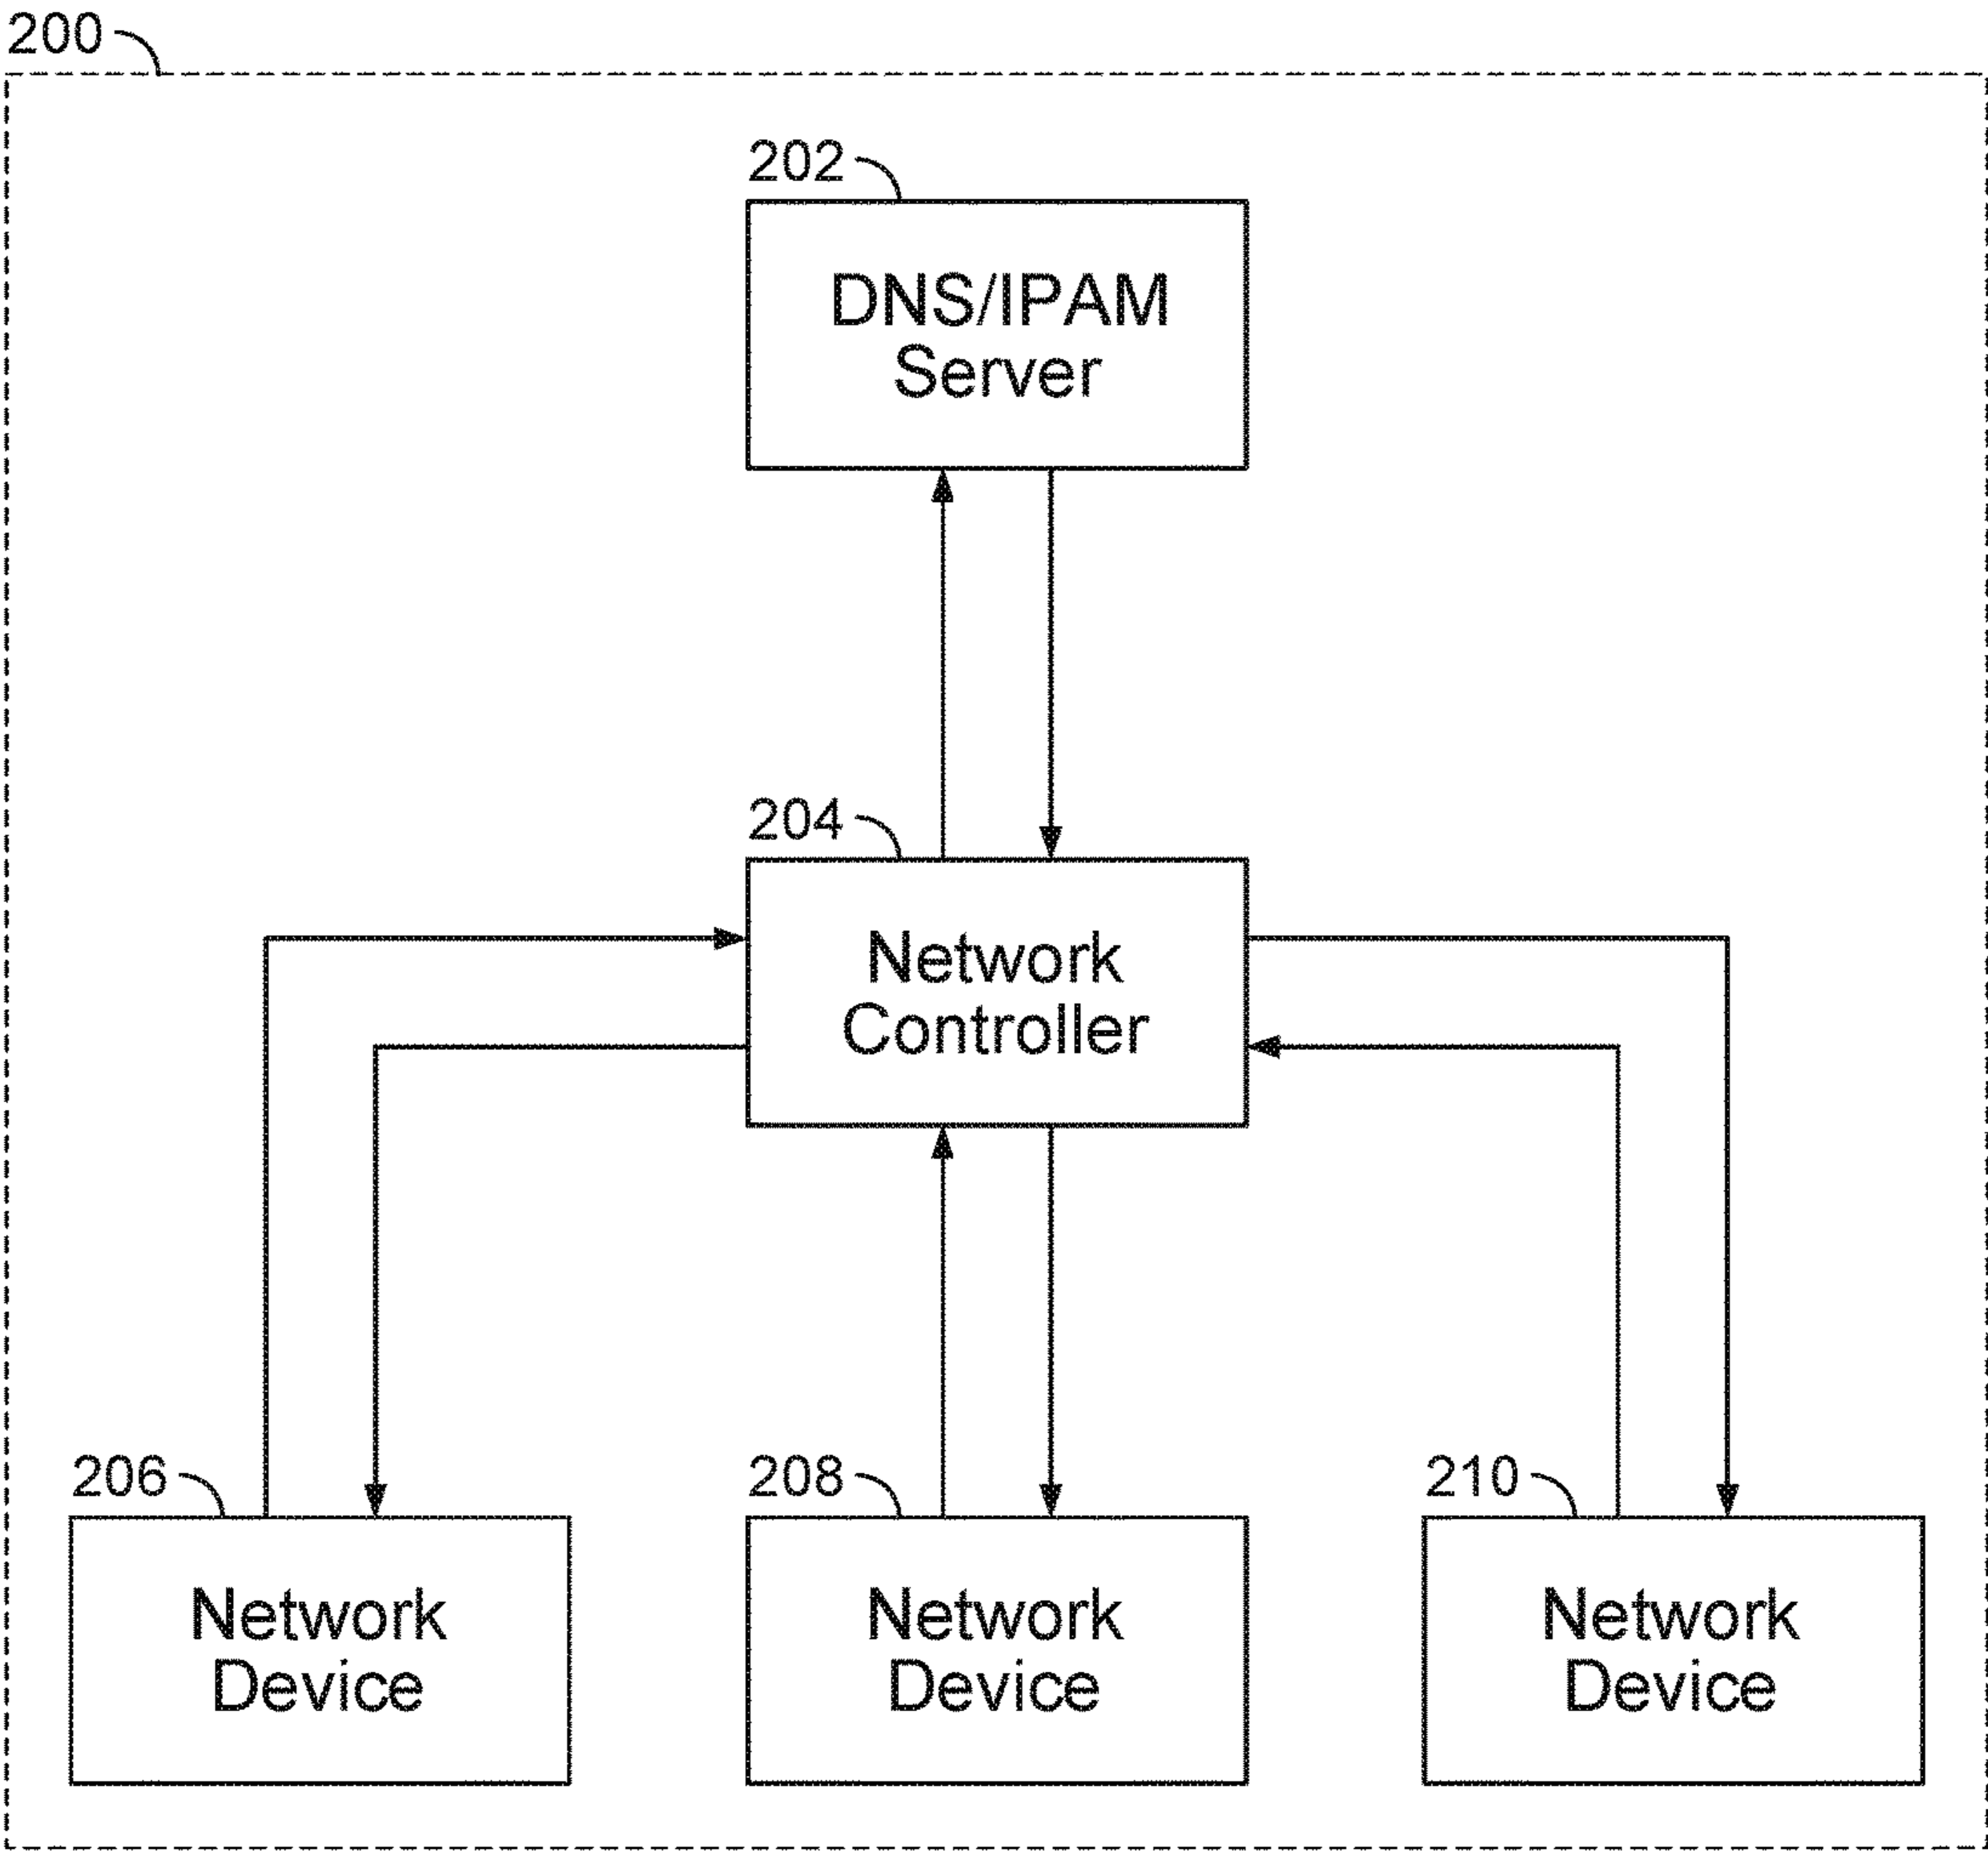 200
202
DNS/IPAM
Server
204
Network
Controller
206
208
210
Network
Device
Network
Device
Network
Device